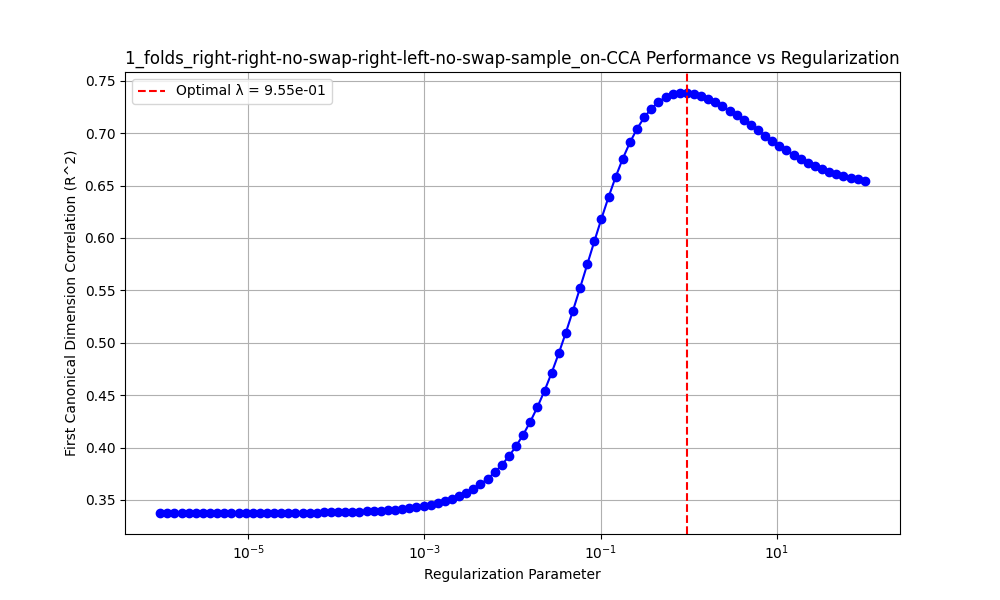 1_folds_right-right-no-swap-right-left-no-swap-sample_on-CCA Performance vs Regularization
Optimal λ = 9.55e-01
First Canonical Dimension Correlation (R^2)
0.75
0.70
0.65
0.60
0.55
0.50
0.45
0.40
0.35
10⁻⁵ 10⁻³ 10⁻¹ 10¹
Regularization Parameter